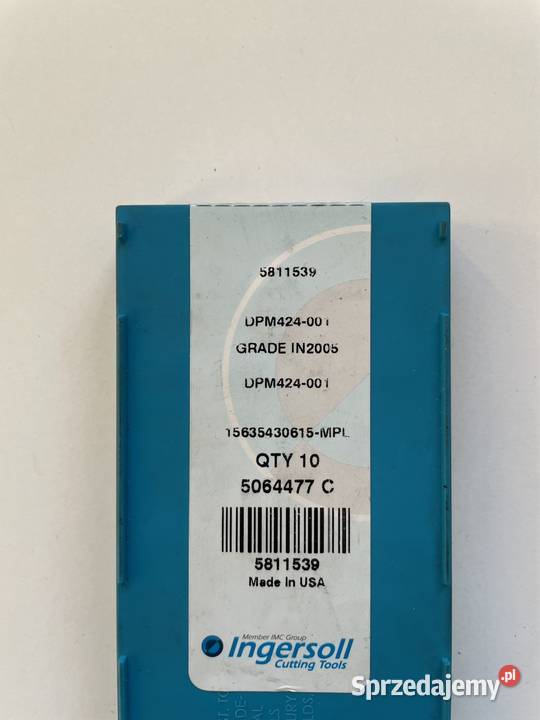 5811539
DPM424-001
GRADE IN2005
DPM424-001
15635430615-MPL
QTY 10
5064477 C
5811539
Made In USA
Member IMC Group
Ingersoll
Cutting Tools
Sprzedajemy.pl